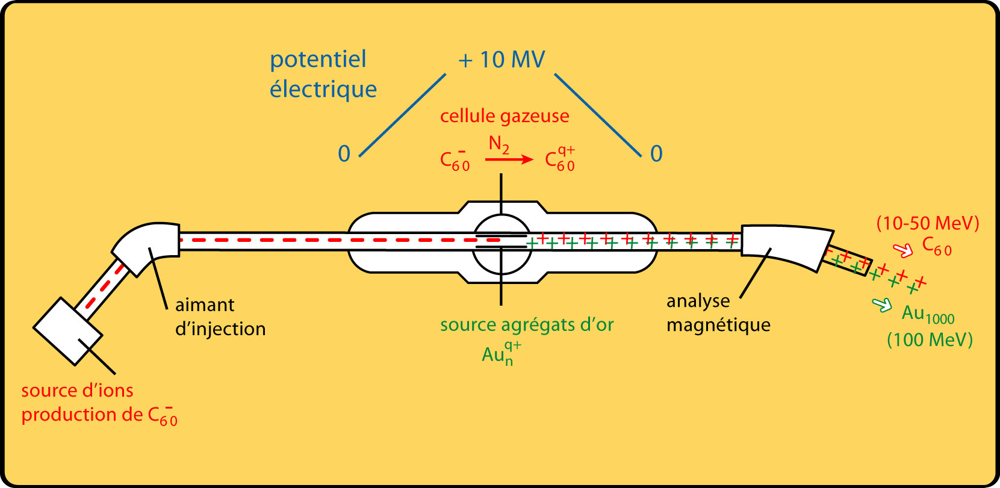 potentiel
électrique
+ 10 MV
0
0
cellule gazeuse
N2
C60- C60q+
(10-50 MeV)
C60
aimant
d’injection
source agrégats d’or
Aunq+
analyse
magnétique
Au1000
(100 MeV)
source d’ions
production de C60-